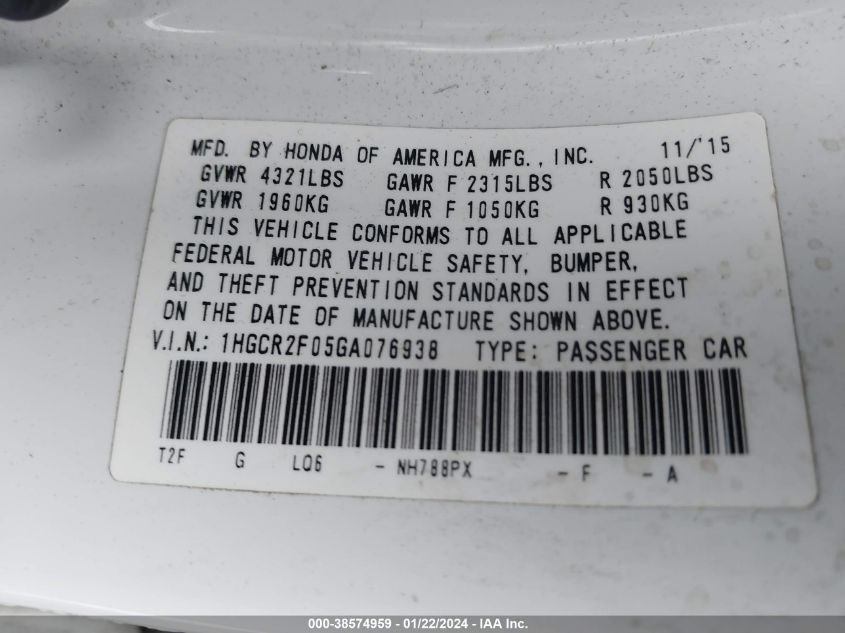 MFD. BY HONDA OF AMERICA MFG., INC. 11/'15
GVWR 4321LBS GAWR F 2315LBS R 2050LBS
GVWR 1960KG GAWR F 1050KG R 930KG
THIS VEHICLE CONFORMS TO ALL APPLICABLE
FEDERAL MOTOR VEHICLE SAFETY, BUMPER,
AND THEFT PREVENTION STANDARDS IN EFFECT
ON THE DATE OF MANUFACTURE SHOWN ABOVE.
V.I.N.: 1HGCR2F05GA076938 TYPE: PASSENGER CAR
T2F G L06 - NH788PX - F - A
000-38574959 - 01/22/2024 - IAA Inc.